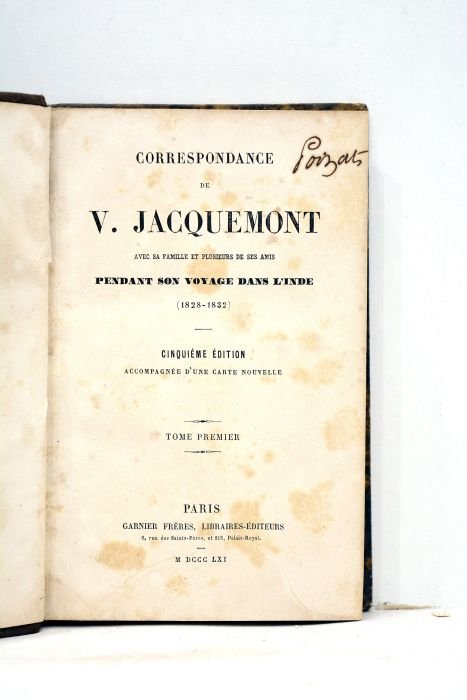 CORRESPONDANCE
DE
V. JACQUEMONT
AVEC SA FAMILLE ET PLUSIEURS DE SES AMIS
PENDANT SON VOYAGE DANS L'INDE
(1828-1832)
CINQUIÈME ÉDITION
ACCOMPAGNÉE D'UNE CARTE NOUVELLE
TOME PREMIER
PARIS
GARNIER FRÈRES, LIBRAIRES-ÉDITEURS
6, rue des Saints-Pères, et 215, Palais-Royal.
M DCCC LXI